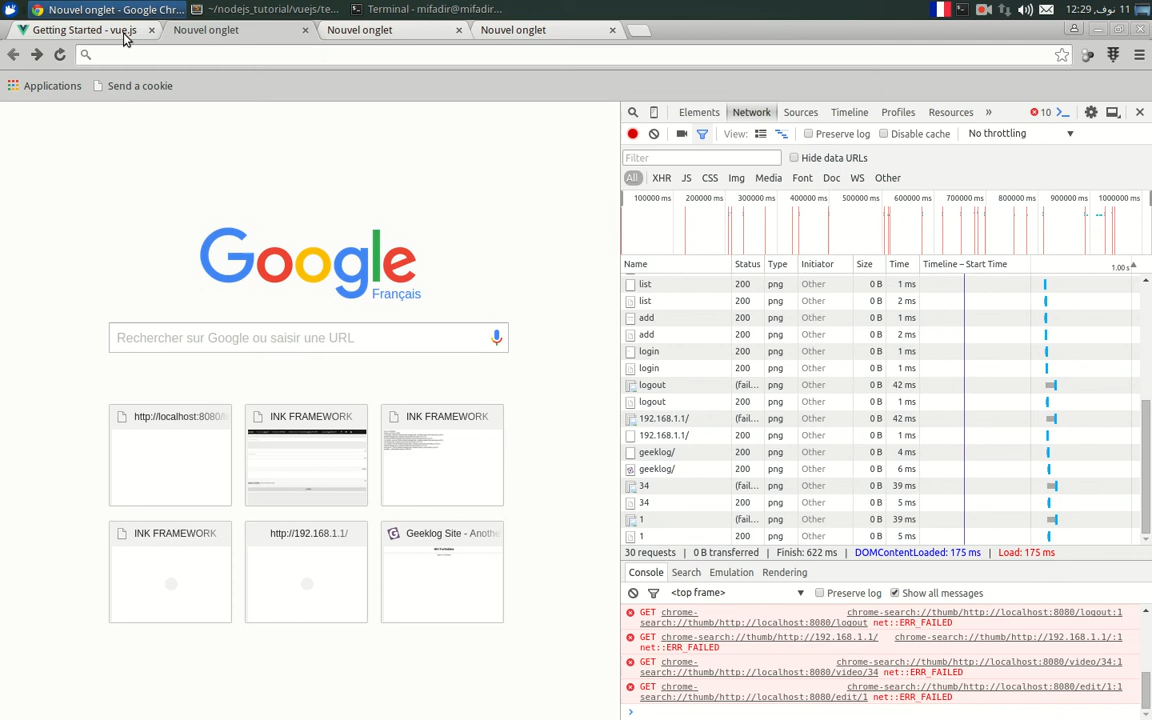 Nouvel onglet - Google Chr... ~/nodejs_tutorial/vuejs/te... Terminal - mifadir@mifadir... 12:29 ,نوفمبر 11
Getting Started - vue.js Nouvel onglet Nouvel onglet Nouvel onglet
Applications Send a cookie
Elements Network Sources Timeline Profiles Resources » 10
View: Preserve log Disable cache No throttling
Filter Hide data URLs
All XHR JS CSS Img Media Font Doc WS Other
100000 ms 200000 ms 300000 ms 400000 ms 500000 ms 600000 ms 700000 ms 800000 ms 900000 ms 1000000 ms
Name Status Type Initiator Size Time Timeline – Start Time 1.00 s
list 200 png Other 0 B 1 ms
list 200 png Other 0 B 2 ms
add 200 png Other 0 B 1 ms
add 200 png Other 0 B 2 ms
login 200 png Other 0 B 1 ms
login 200 png Other 0 B 1 ms
logout (fail... png Other 0 B 42 ms
logout 200 png Other 0 B 1 ms
192.168.1.1/ (fail... png Other 0 B 42 ms
192.168.1.1/ 200 png Other 0 B 1 ms
geeklog/ 200 png Other 0 B 4 ms
geeklog/ 200 png Other 0 B 6 ms
34 (fail... png Other 0 B 39 ms
34 200 png Other 0 B 5 ms
1 (fail... png Other 0 B 39 ms
1 200 png Other 0 B 5 ms
30 requests | 0 B transferred | Finish: 622 ms | DOMContentLoaded: 175 ms | Load: 175 ms
Console Search Emulation Rendering
<top frame> Preserve log Show all messages
GET chrome- chrome-search://thumb/http://localhost:8080/logout:1
search://thumb/http://localhost:8080/logout net::ERR_FAILED
GET chrome- chrome-search://thumb/http://192.168.1.1/:1
search://thumb/http://192.168.1.1/
net::ERR_FAILED
GET chrome- chrome-search://thumb/http://localhost:8080/video/34:1
search://thumb/http://localhost:8080/video/34 net::ERR_FAILED
GET chrome- chrome-search://thumb/http://localhost:8080/edit/1:1
search://thumb/http://localhost:8080/edit/1 net::ERR_FAILED
Google
Français
Rechercher sur Google ou saisir une URL
http://localhost:8080/ INK FRAMEWORK INK FRAMEWORK
INK FRAMEWORK http://192.168.1.1/ Geeklog Site - Anothe